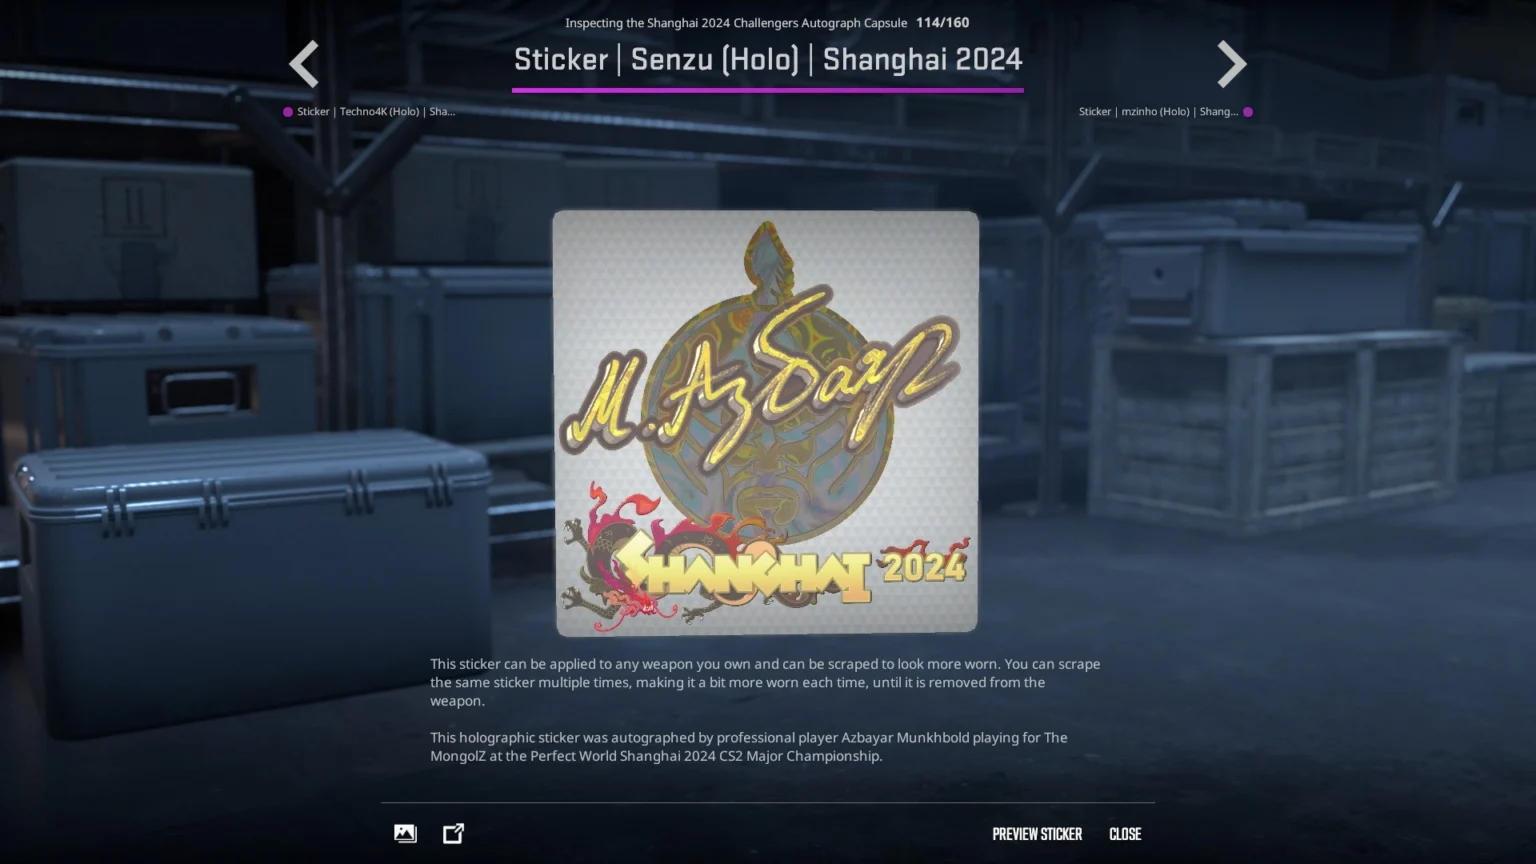 Inspecting the Shanghai 2024 Challengers Autograph Capsule 114/160
Sticker | Senzu (Holo) | Shanghai 2024
Sticker | Techno4K (Holo) | Sha...
Sticker | mzinho (Holo) | Shang...
М.Азбаяр
SHANGHAI 2024
This sticker can be applied to any weapon you own and can be scraped to look more worn. You can scrape
the same sticker multiple times, making it a bit more worn each time, until it is removed from the
weapon.
This holographic sticker was autographed by professional player Azbayar Munkhbold playing for The
MongolZ at the Perfect World Shanghai 2024 CS2 Major Championship.
PREVIEW STICKER
CLOSE